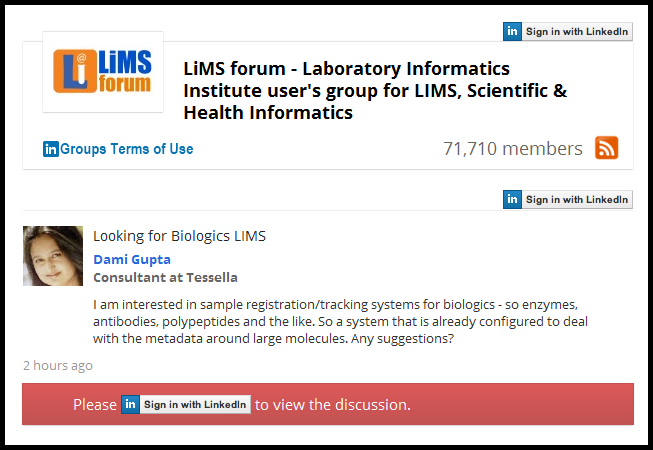 in Sign in with LinkedIn
@
Li LiMS
forum
LiMS forum - Laboratory Informatics
Institute user's group for LIMS, Scientific &
Health Informatics
in Groups Terms of Use
71,710 members
in Sign in with LinkedIn
Looking for Biologics LIMS
Dami Gupta
Consultant at Tessella
I am interested in sample registration/tracking systems for biologics - so enzymes,
antibodies, polypeptides and the like. So a system that is already configured to deal
with the metadata around large molecules. Any suggestions?
2 hours ago
Please in Sign in with LinkedIn to view the discussion.